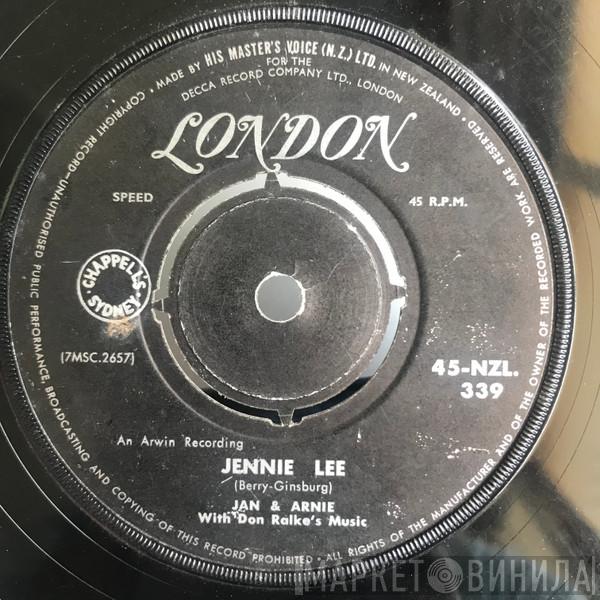 · MADE BY HIS MASTER'S VOICE (N.Z.) LTD. IN NEW ZEALAND ·
FOR THE
DECCA RECORD COMPANY LTD., LONDON
LONDON
SPEED
45 R.P.M.
CHAPPELL'S
SYDNEY
(7MSC.2657)
45-NZL.
339
An Arwin Recording
JENNIE LEE
(Berry-Ginsburg)
JAN & ARNIE
With Don Ralke's Music
COPYRIGHT RECORD—UNAUTHORISED PUBLIC PERFORMANCE, BROADCASTING AND COPYING OF THIS RECORD PROHIBITED · ALL RIGHTS OF THE MANUFACTURER AND OF THE OWNER OF THE RECORDED WORK ARE RESERVED
МАРКЕТ ВИНИЛА